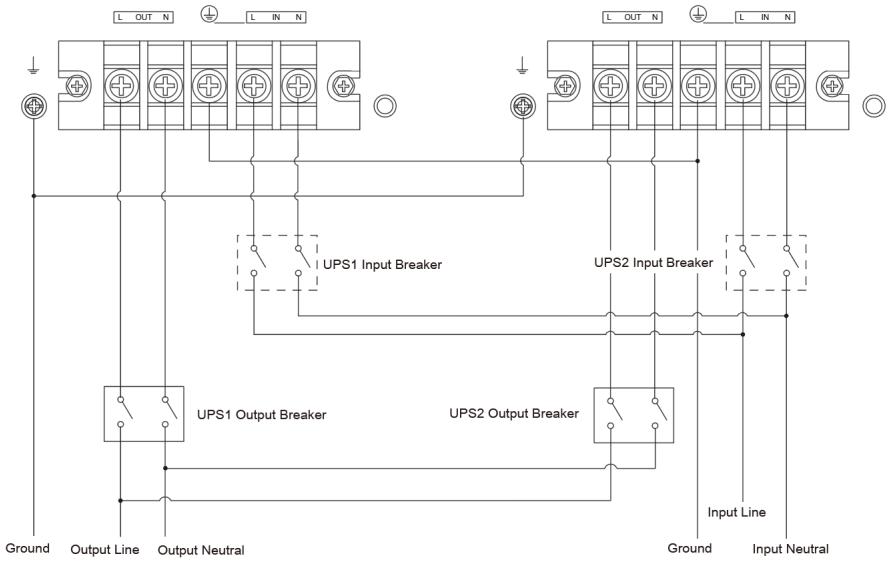 L OUT N
L IN N
L OUT N
L IN N
UPS1 Input Breaker
UPS2 Input Breaker
UPS1 Output Breaker
UPS2 Output Breaker
Input Line
Ground
Output Line
Output Neutral
Ground
Input Neutral